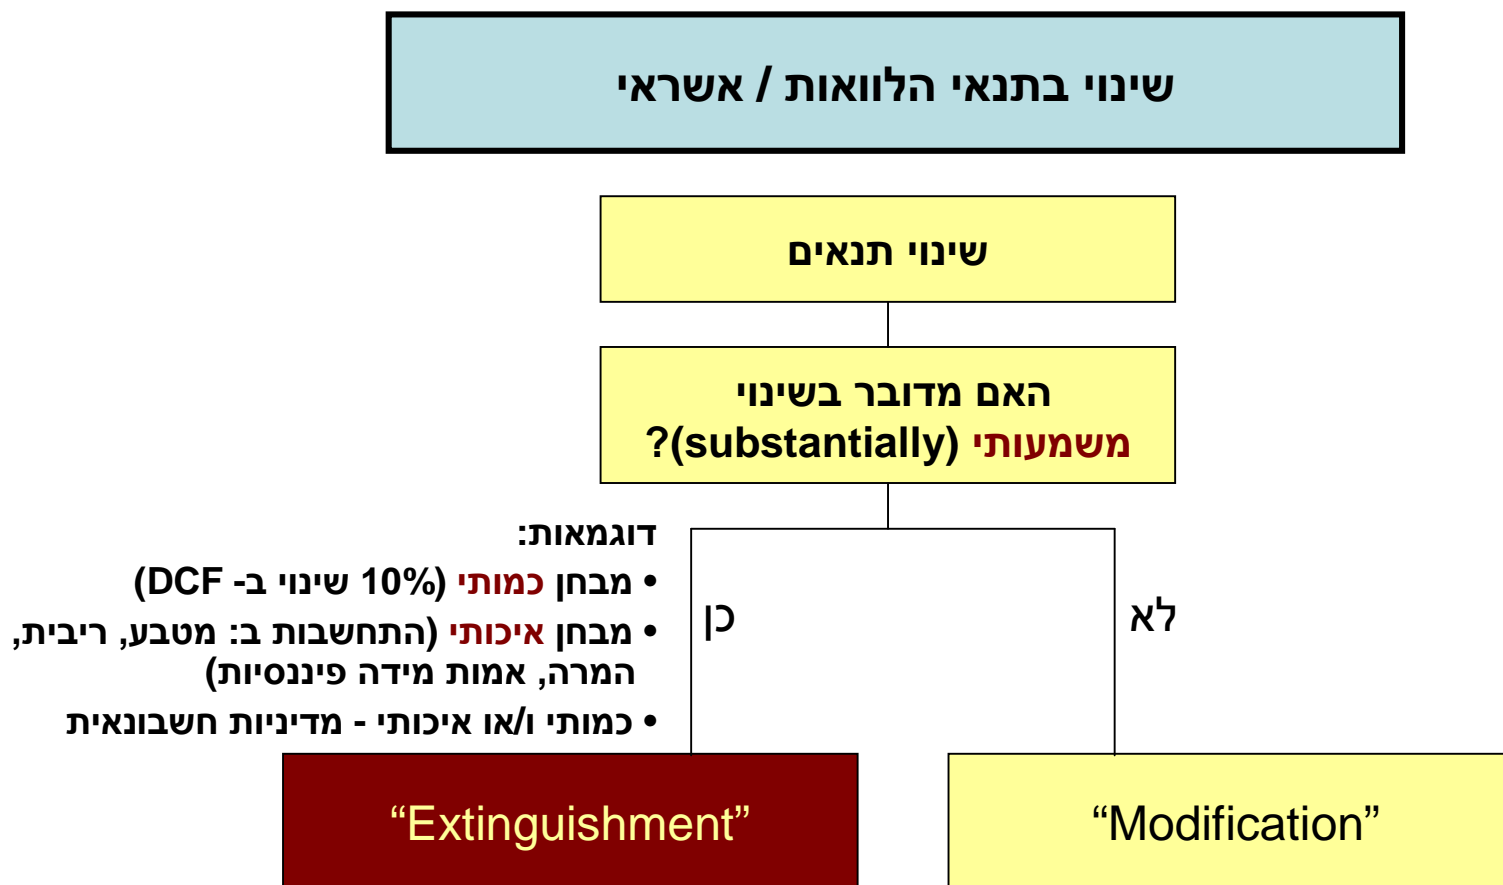 שינוי בתנאי הלוואות / אשראי
שינוי תנאים
האם מדובר בשינוי
משמעותי (substantially)?
דוגמאות:
• מבחן כמותי (10% שינוי ב- DCF)
• מבחן איכותי (התחשבות ב: מטבע, ריבית,
המרה, אמות מידה פיננסיות)
• כמותי ו/או איכותי - מדיניות חשבונאית
כן
לא
“Extinguishment”
“Modification”